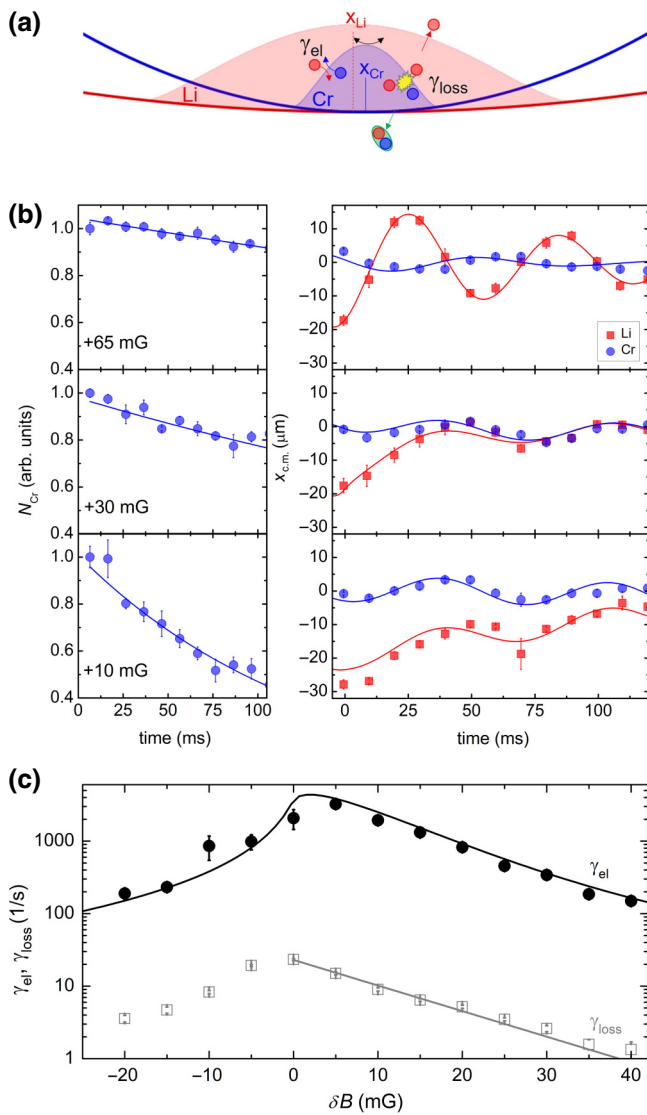 (a)
x_Li
γ_el
x_Cr
γ_loss
Li
Cr
(b)
1.0
0.8
0.6
+65 mG
0.4
1.0
0.8
0.6
+30 mG
0.4
1.0
0.8
0.6
+10 mG
0.4
N_Cr (arb. units)
0 25 50 75 100
time (ms)
10
0
−10
−20
−30
Li
Cr
10
0
−10
−20
−30
10
0
−10
−20
−30
x_c.m. (μm)
0 25 50 75 100
time (ms)
(c)
1000
100
10
1
γ_el, γ_loss (1/s)
γ_el
γ_loss
−20 −10 0 10 20 30 40
δB (mG)